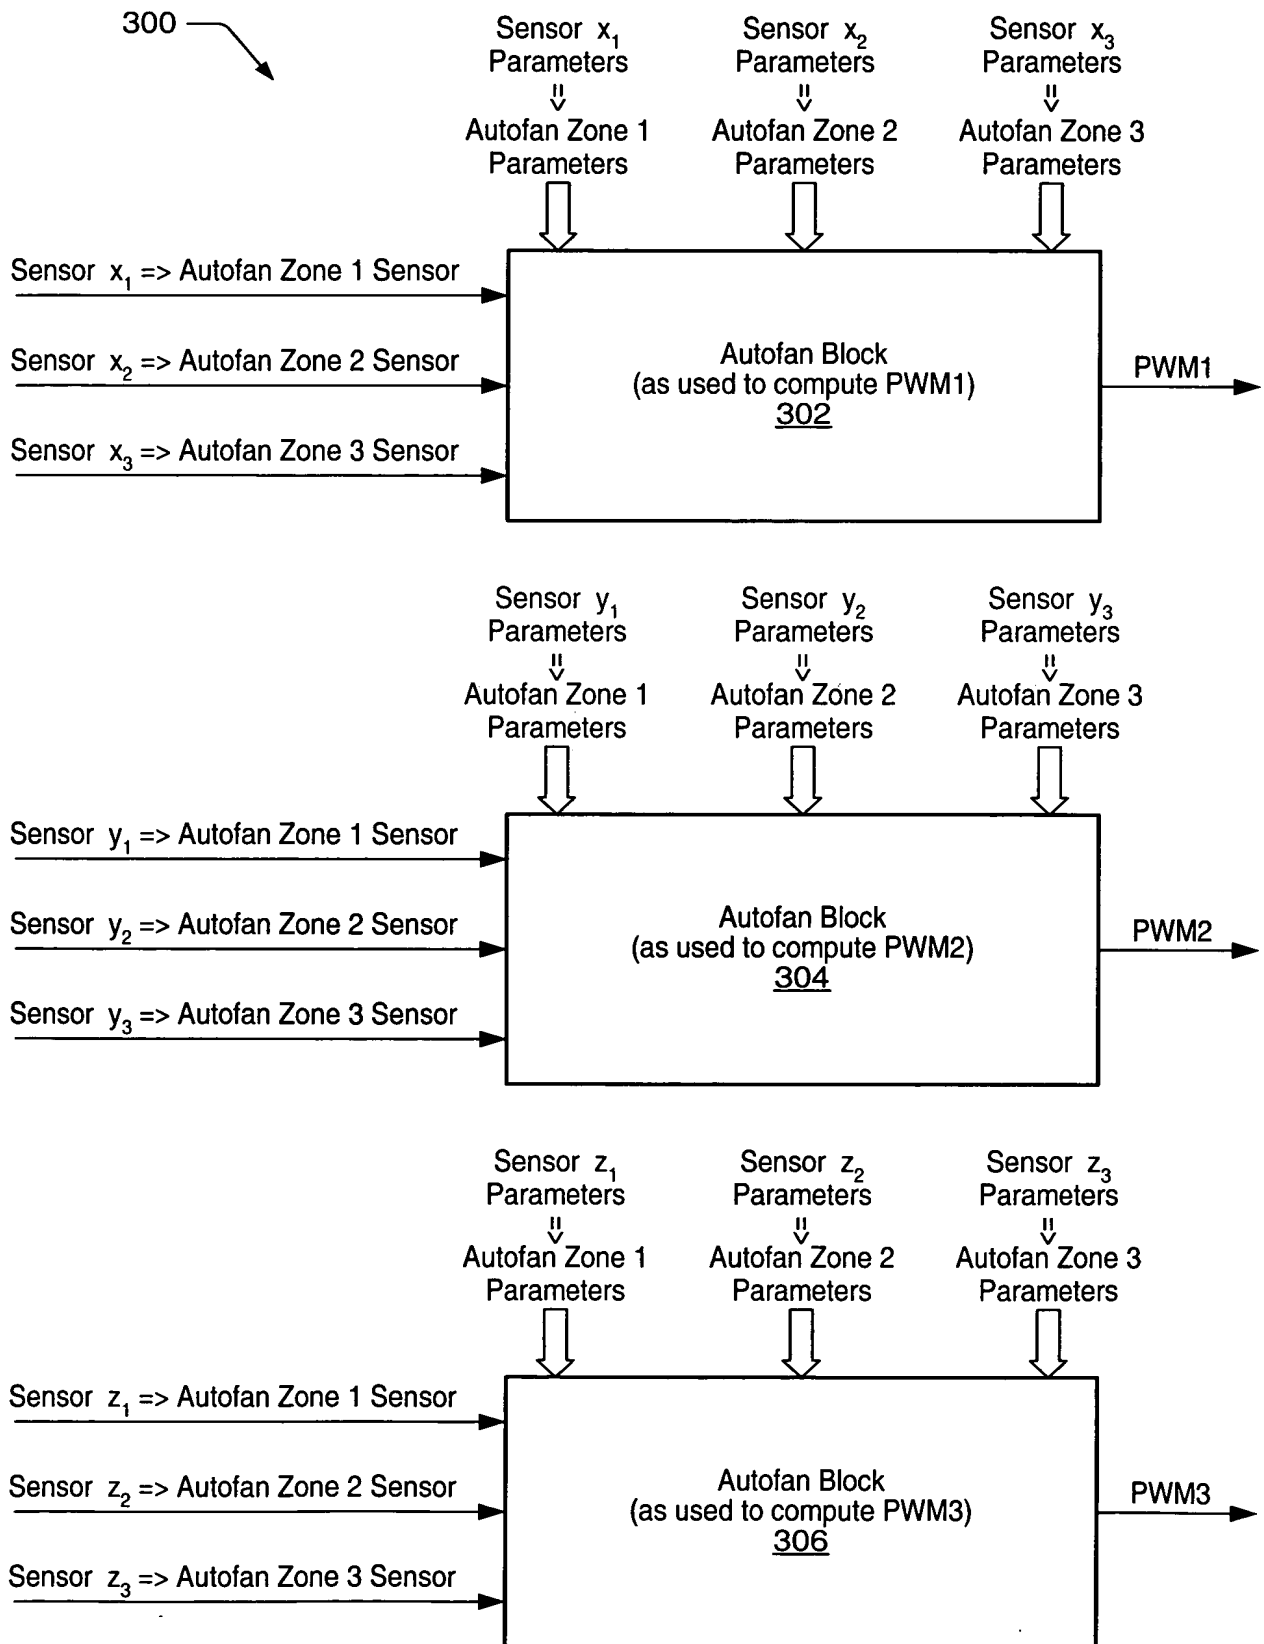 300
Sensor x1 Sensor x2 Sensor x3
Parameters Parameters Parameters
Autofan Zone 1 Autofan Zone 2 Autofan Zone 3
Parameters Parameters Parameters
Sensor x1 => Autofan Zone 1 Sensor
Sensor x2 => Autofan Zone 2 Sensor
Sensor x3 => Autofan Zone 3 Sensor
Autofan Block
(as used to compute PWM1)
302
PWM1
Sensor y1 Sensor y2 Sensor y3
Parameters Parameters Parameters
Autofan Zone 1 Autofan Zone 2 Autofan Zone 3
Parameters Parameters Parameters
Sensor y1 => Autofan Zone 1 Sensor
Sensor y2 => Autofan Zone 2 Sensor
Sensor y3 => Autofan Zone 3 Sensor
Autofan Block
(as used to compute PWM2)
304
PWM2
Sensor z1 Sensor z2 Sensor z3
Parameters Parameters Parameters
Autofan Zone 1 Autofan Zone 2 Autofan Zone 3
Parameters Parameters Parameters
Sensor z1 => Autofan Zone 1 Sensor
Sensor z2 => Autofan Zone 2 Sensor
Sensor z3 => Autofan Zone 3 Sensor
Autofan Block
(as used to compute PWM3)
306
PWM3